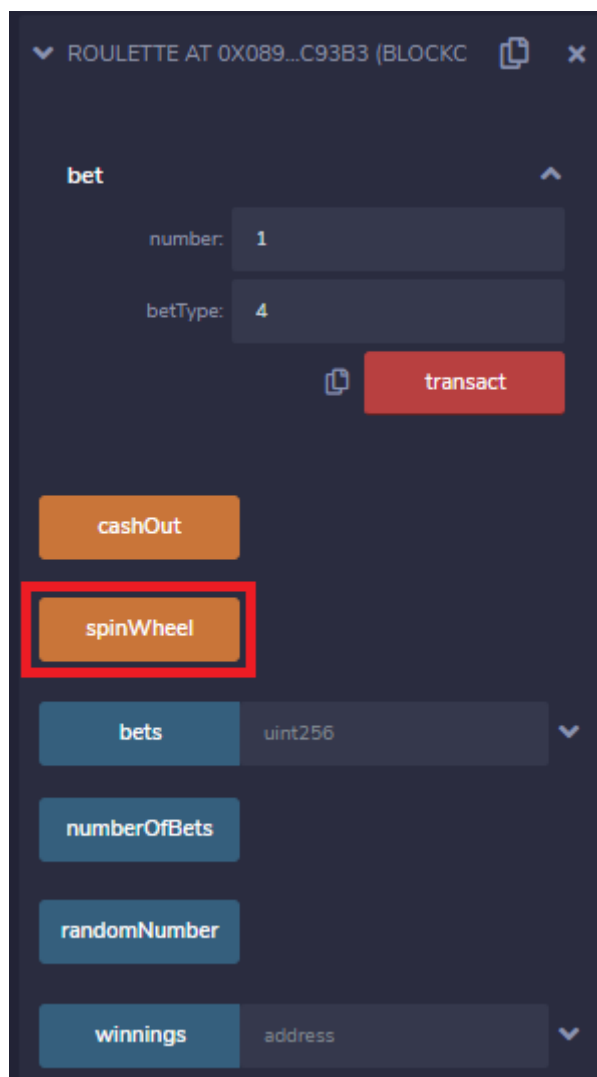 ROULETTE AT 0X089...C93B3 (BLOCKC
bet
number: 1
betType: 4
transact
cashOut
spinWheel
bets uint256
numberOfBets
randomNumber
winnings address